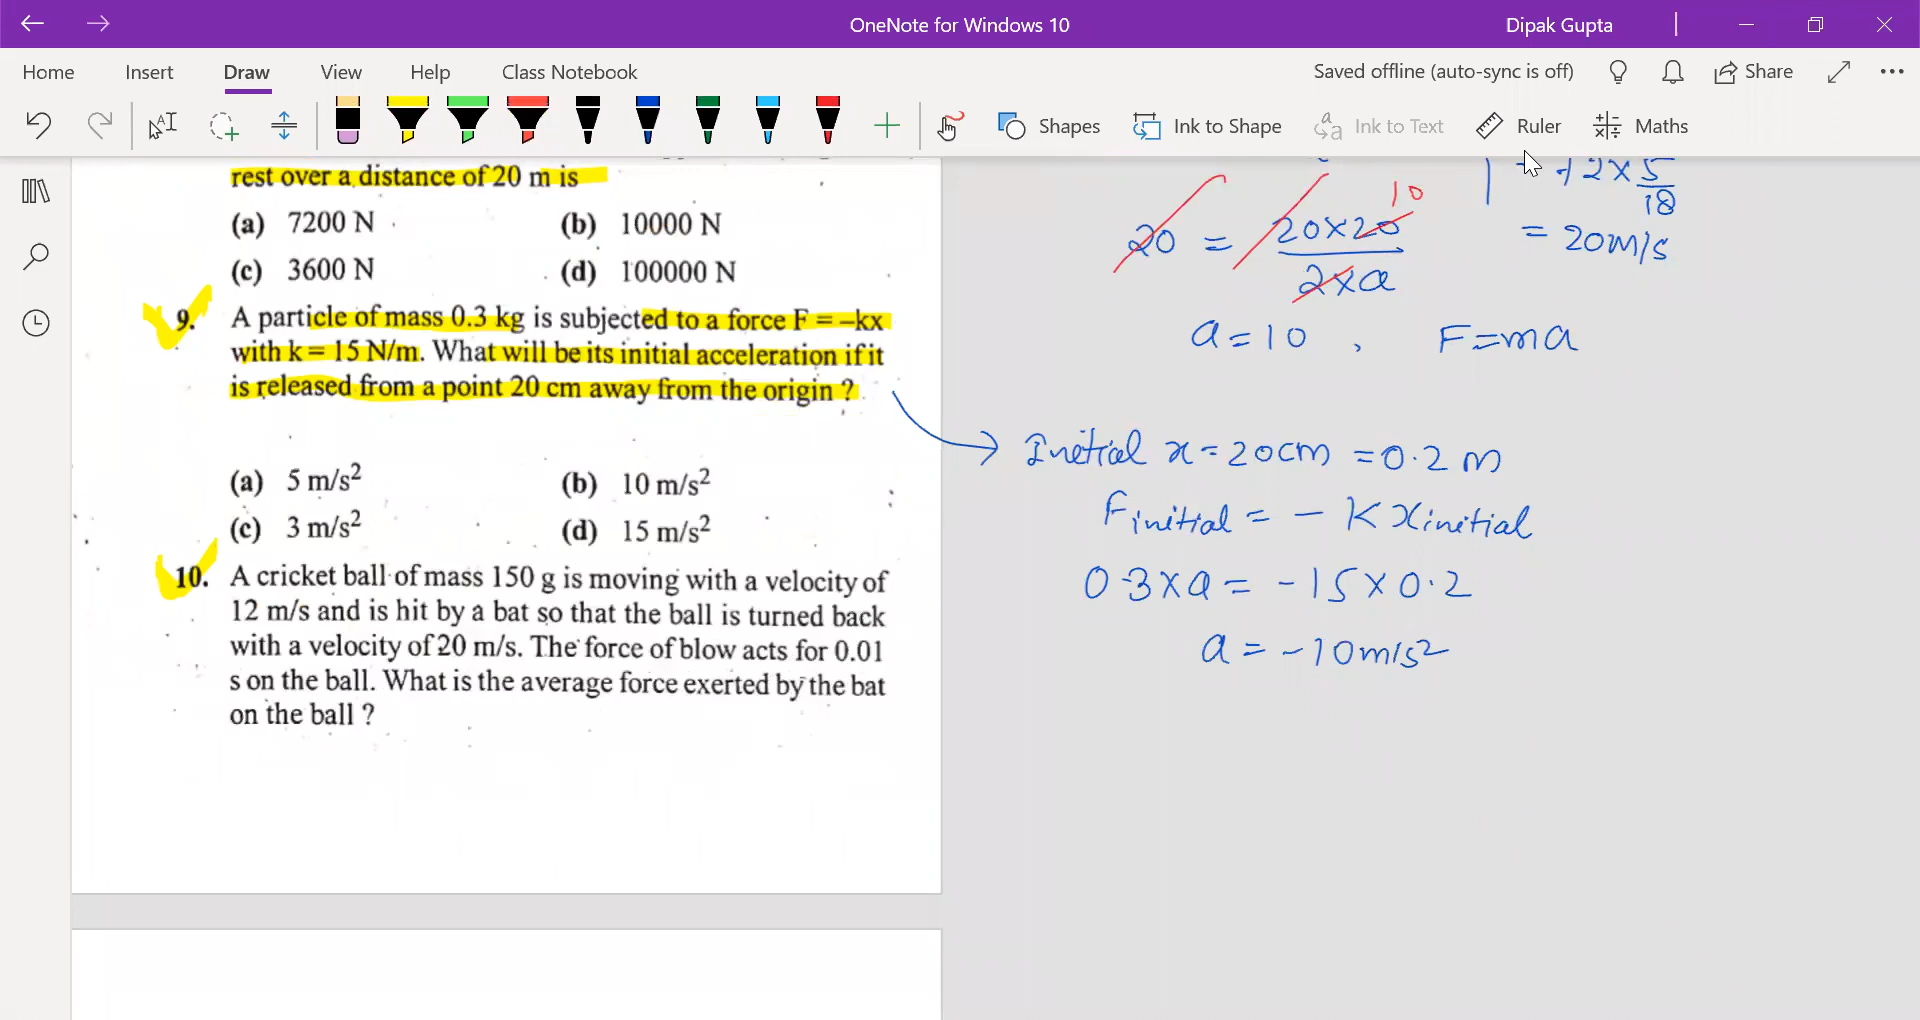 OneNote for Windows 10
Dipak Gupta
Home Insert Draw View Help Class Notebook
Saved offline (auto-sync is off) Share
Shapes Ink to Shape Ink to Text Ruler Maths
rest over a distance of 20 m is
(a) 7200 N (b) 10000 N
(c) 3600 N (d) 100000 N
9. A particle of mass 0.3 kg is subjected to a force F = –kx
with k = 15 N/m. What will be its initial acceleration if it
is released from a point 20 cm away from the origin ?
(a) 5 m/s² (b) 10 m/s²
(c) 3 m/s² (d) 15 m/s²
10. A cricket ball of mass 150 g is moving with a velocity of
12 m/s and is hit by a bat so that the ball is turned back
with a velocity of 20 m/s. The force of blow acts for 0.01
s on the ball. What is the average force exerted by the bat
on the ball ?
10
20 = 20×20/2×a
5/18
= 20m/s
a = 10 , F = ma
Initial x = 20cm = 0.2 m
Finitial = - K xinitial
0.3 × a = - 15 × 0.2
a = - 10 m/s²